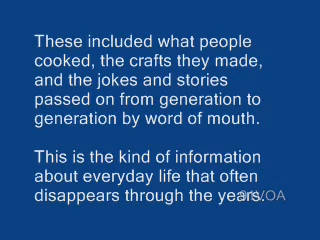 These included what people
cooked, the crafts they made,
and the jokes and stories
passed on from generation to
generation by word of mouth.
This is the kind of information
about everyday life that often
disappears through the years.